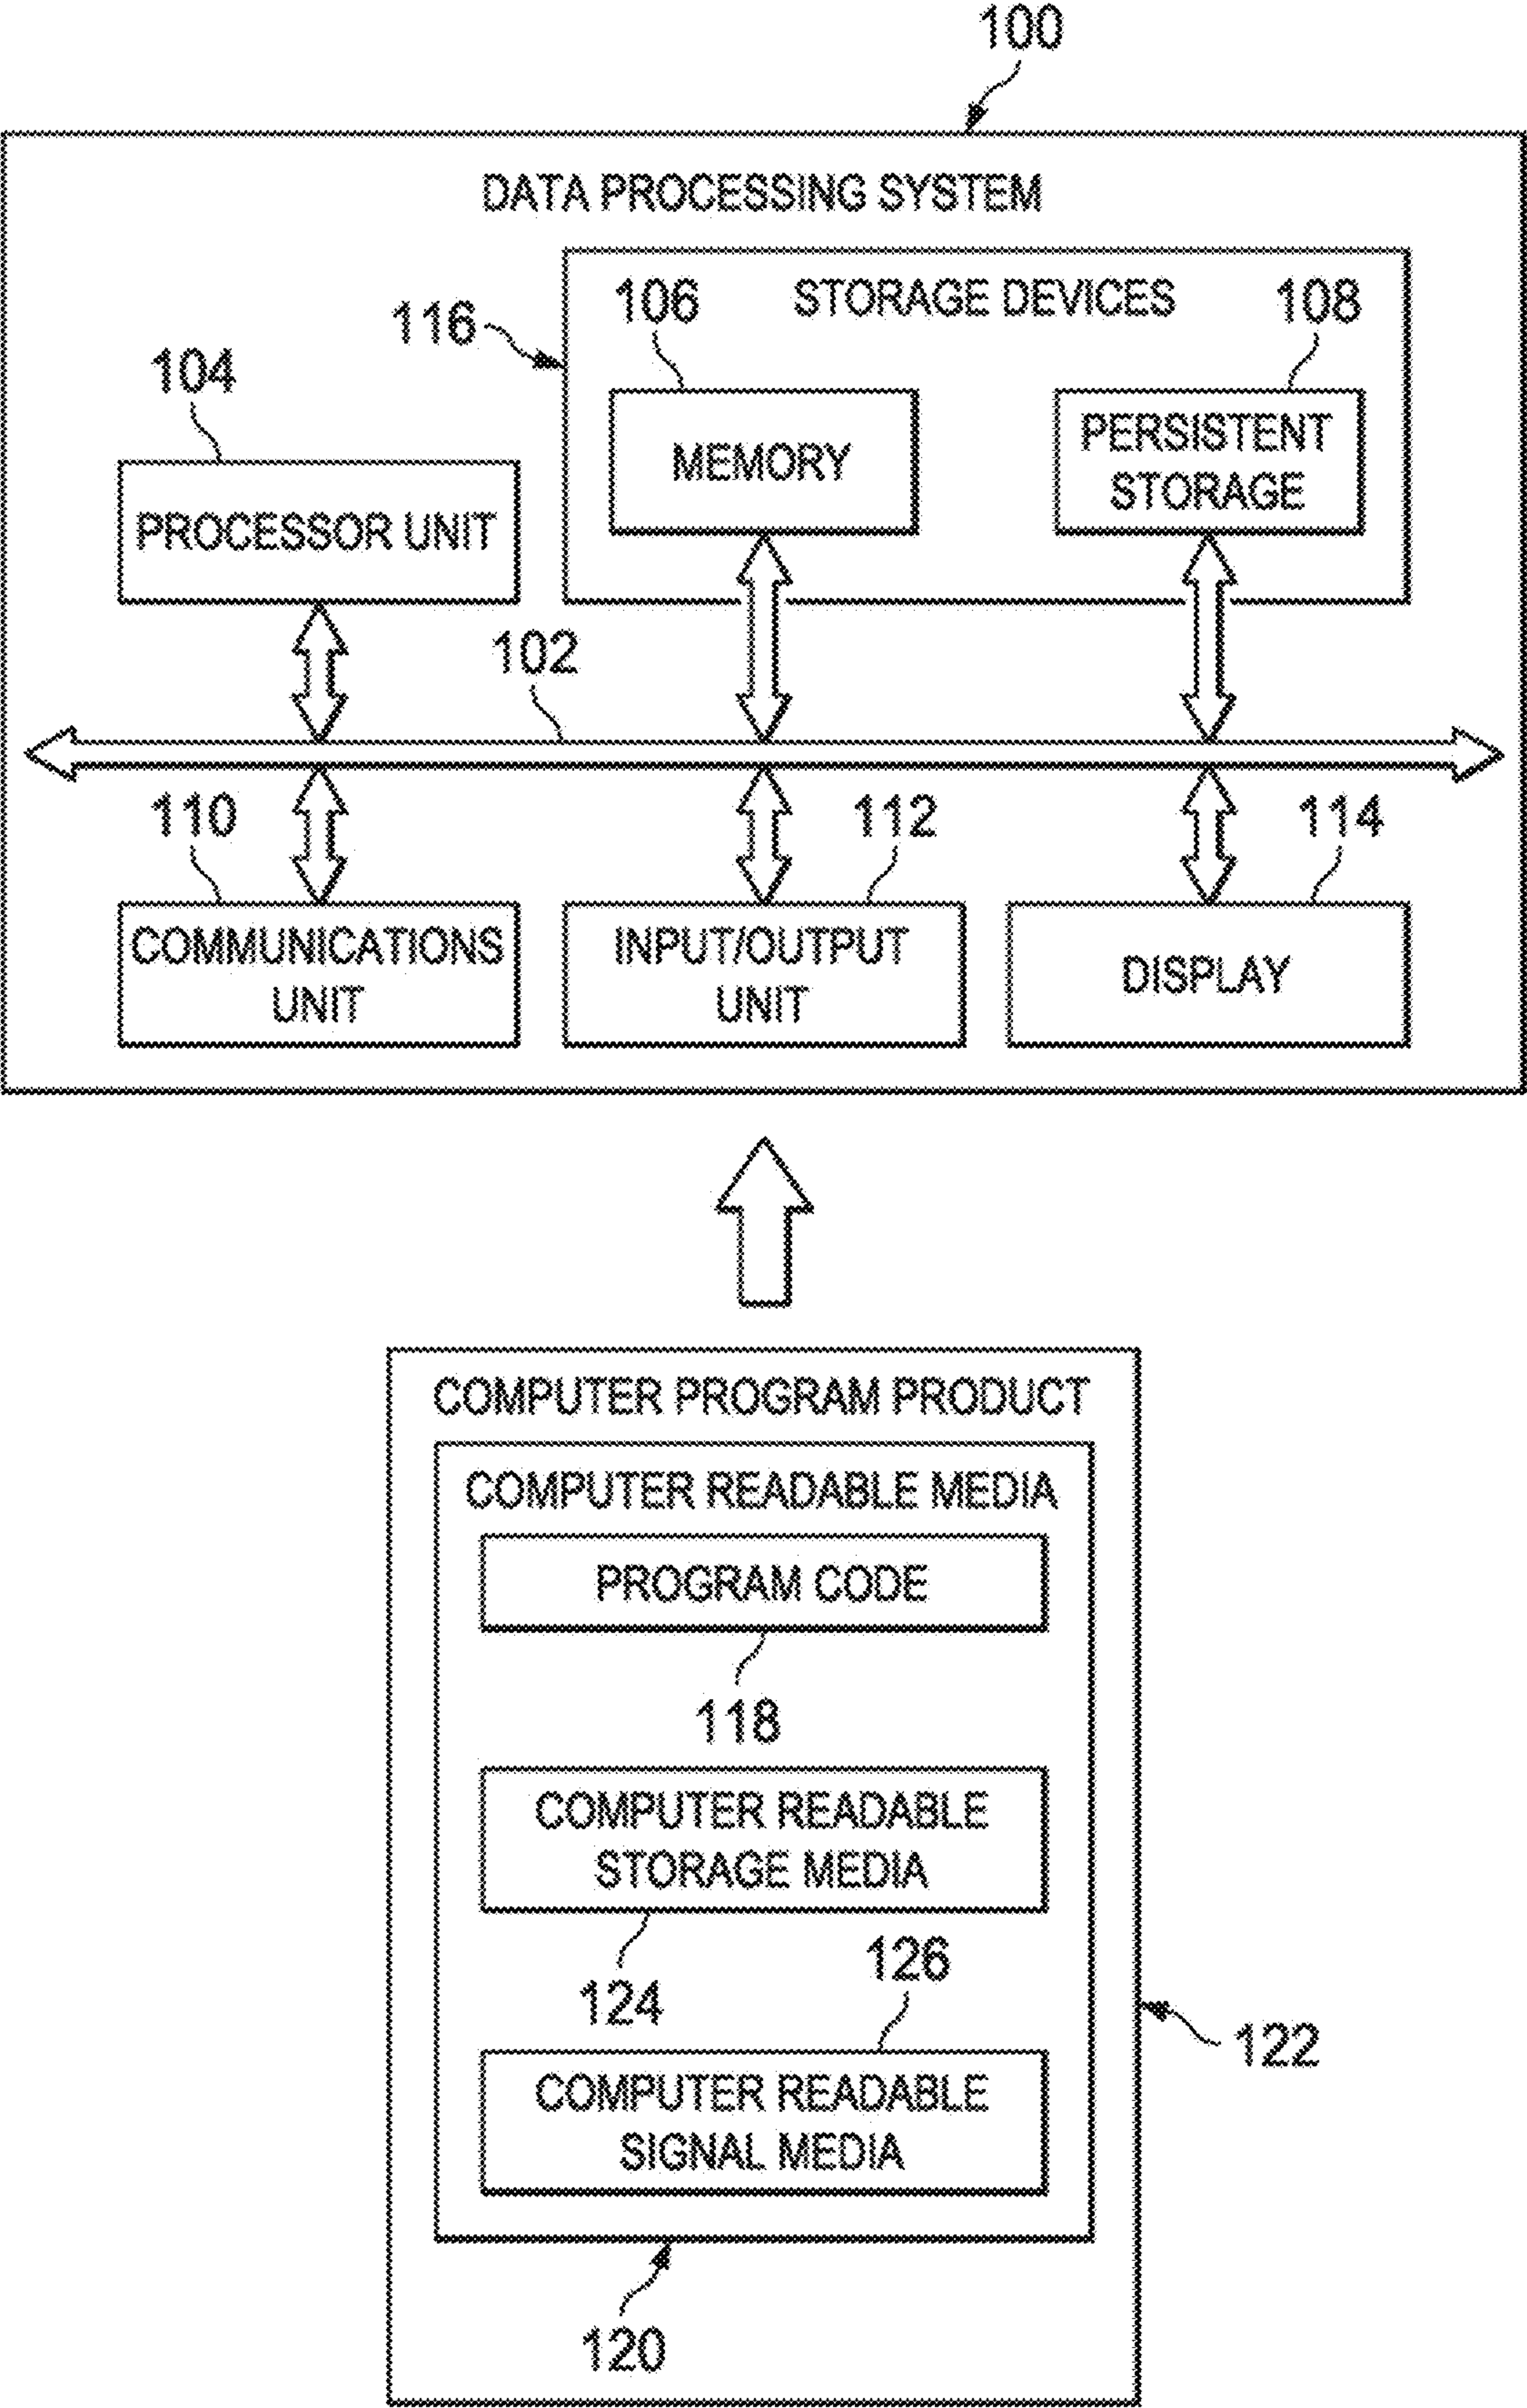 100
DATA PROCESSING SYSTEM
116
106
STORAGE DEVICES
108
104
MEMORY
PERSISTENT
STORAGE
PROCESSOR UNIT
102
110
112
114
COMMUNICATIONS
UNIT
INPUT/OUTPUT
UNIT
DISPLAY
COMPUTER PROGRAM PRODUCT
COMPUTER READABLE MEDIA
PROGRAM CODE
118
COMPUTER READABLE
STORAGE MEDIA
124
126
122
COMPUTER READABLE
SIGNAL MEDIA
120